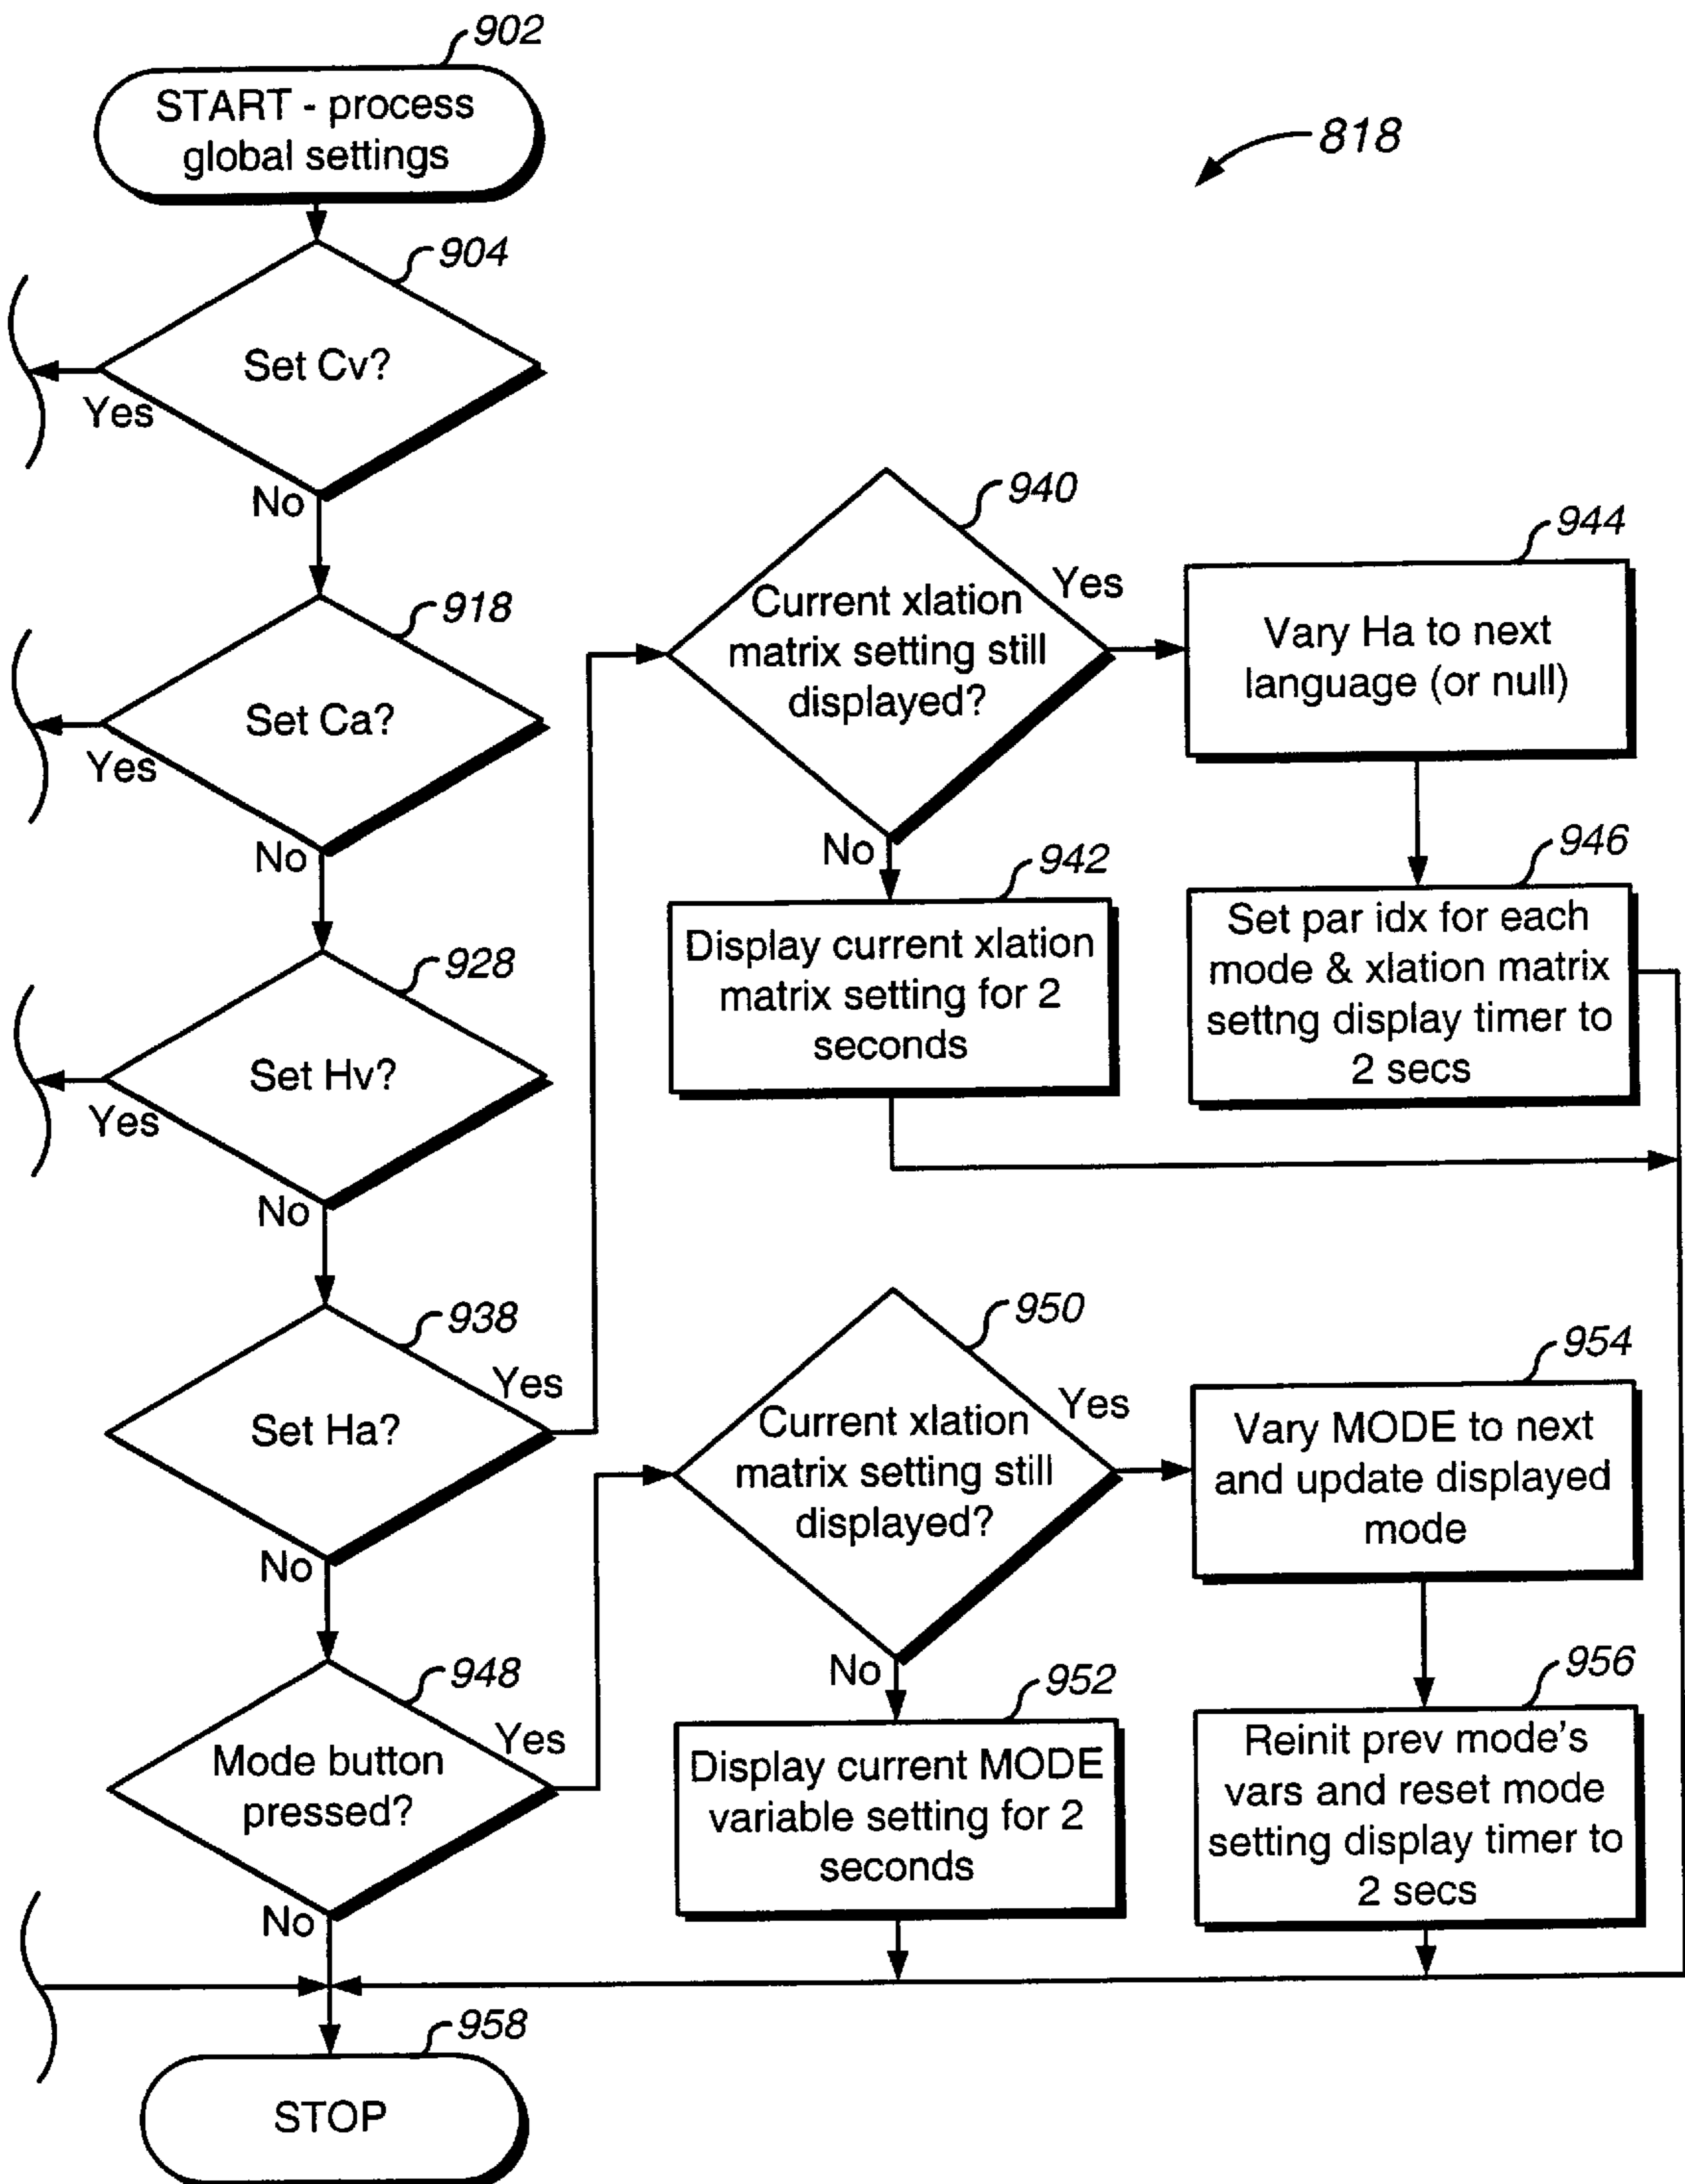 902
START - process
global settings
818
904
Set Cv?
Yes
No
918
Set Ca?
Yes
No
928
Set Hv?
Yes
No
938
Set Ha?
Yes
No
948
Mode button
pressed?
Yes
No
940
Current xlation
matrix setting still
displayed?
Yes
No
942
Display current xlation
matrix setting for 2
seconds
944
Vary Ha to next
language (or null)
946
Set par idx for each
mode & xlation matrix
settng display timer to
2 secs
950
Current xlation
matrix setting still
displayed?
Yes
No
952
Display current MODE
variable setting for 2
seconds
954
Vary MODE to next
and update displayed
mode
956
Reinit prev mode's
vars and reset mode
setting display timer to
2 secs
958
STOP